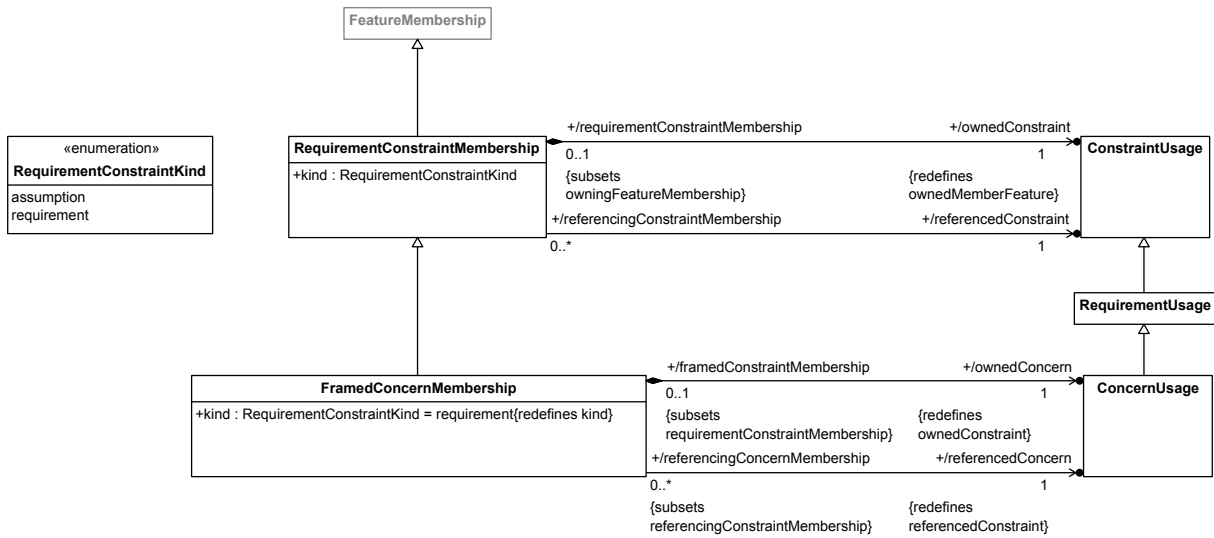 FeatureMembership
+/requirementConstraintMembership
+/ownedConstraint
«enumeration»
RequirementConstraintKind
assumption
requirement
RequirementConstraintMembership
+kind : RequirementConstraintKind
0..1
1
ConstraintUsage
{subsets
owningFeatureMembership}
{redefines
ownedMemberFeature}
+/referencingConstraintMembership
+/referencedConstraint
0..*
1
RequirementUsage
+/framedConstraintMembership
+/ownedConcern
FramedConcernMembership
+kind : RequirementConstraintKind = requirement{redefines kind}
0..1
1
ConcernUsage
{subsets
requirementConstraintMembership}
{redefines
ownedConstraint}
+/referencingConcernMembership
+/referencedConcern
0..*
1
{subsets
referencingConstraintMembership}
{redefines
referencedConstraint}